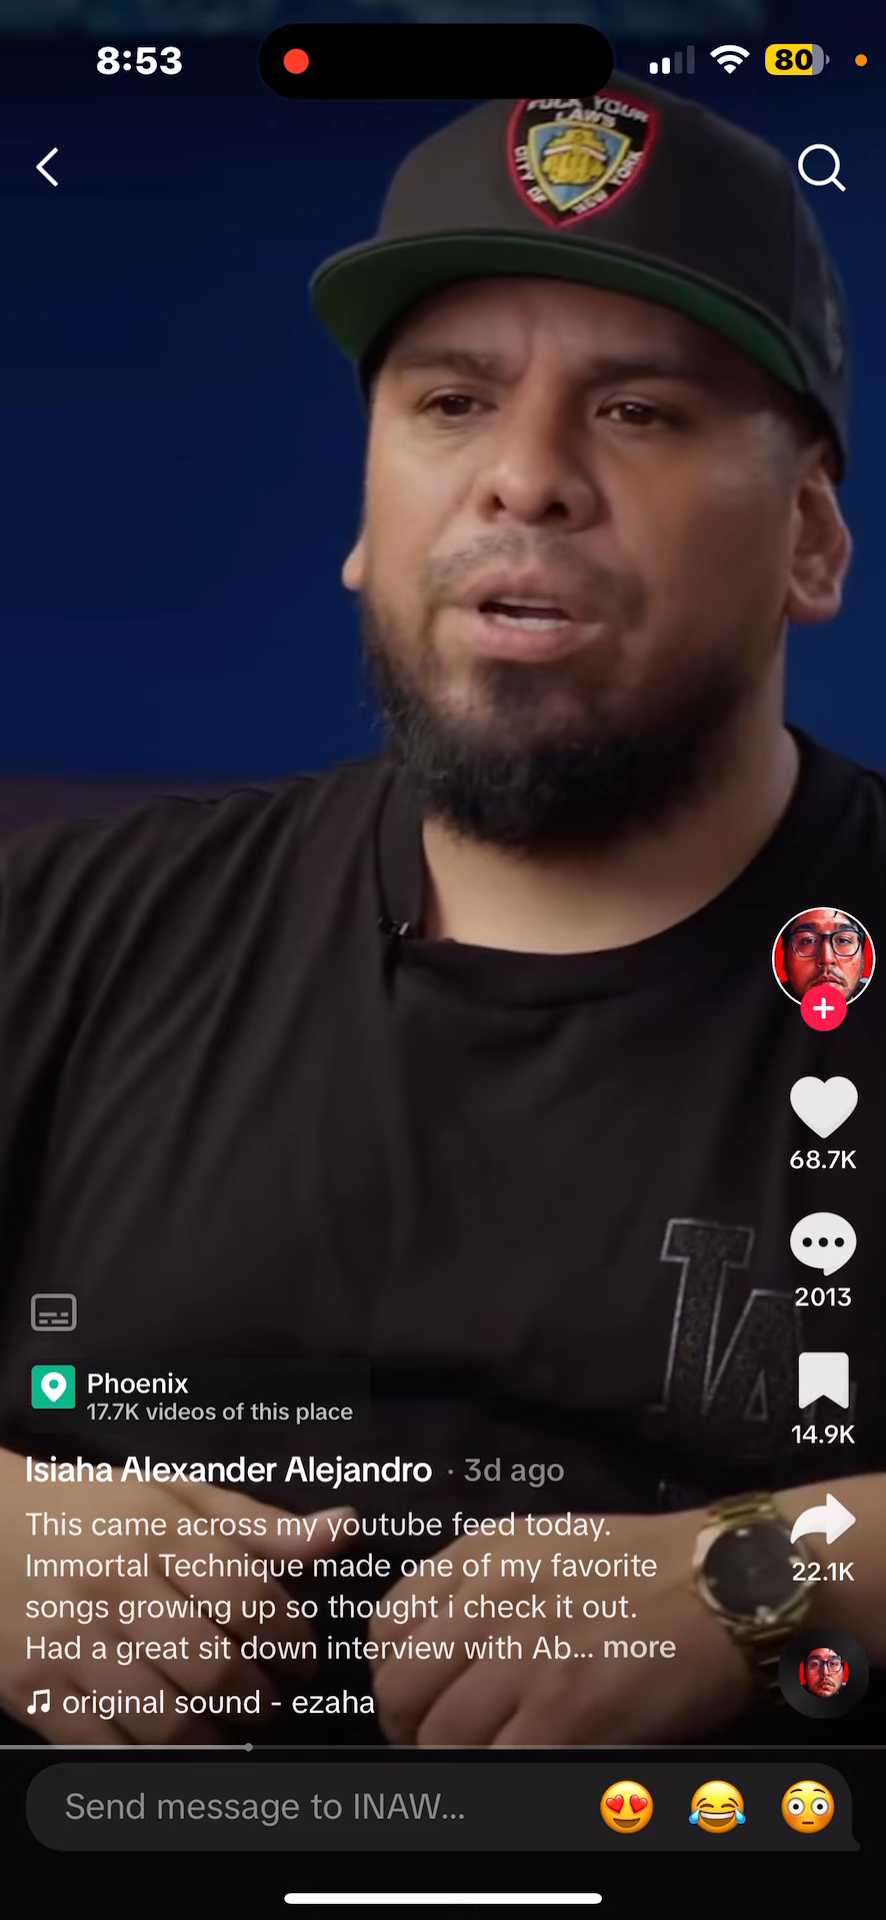 8:53
80
FUCK YOUR
LAWS
CITY OF
NEW YORK
68.7K
2013
14.9K
22.1K
Phoenix
17.7K videos of this place
Isiaha Alexander Alejandro · 3d ago
This came across my youtube feed today.
Immortal Technique made one of my favorite
songs growing up so thought i check it out.
Had a great sit down interview with Ab... more
original sound - ezaha
Send message to INAW...